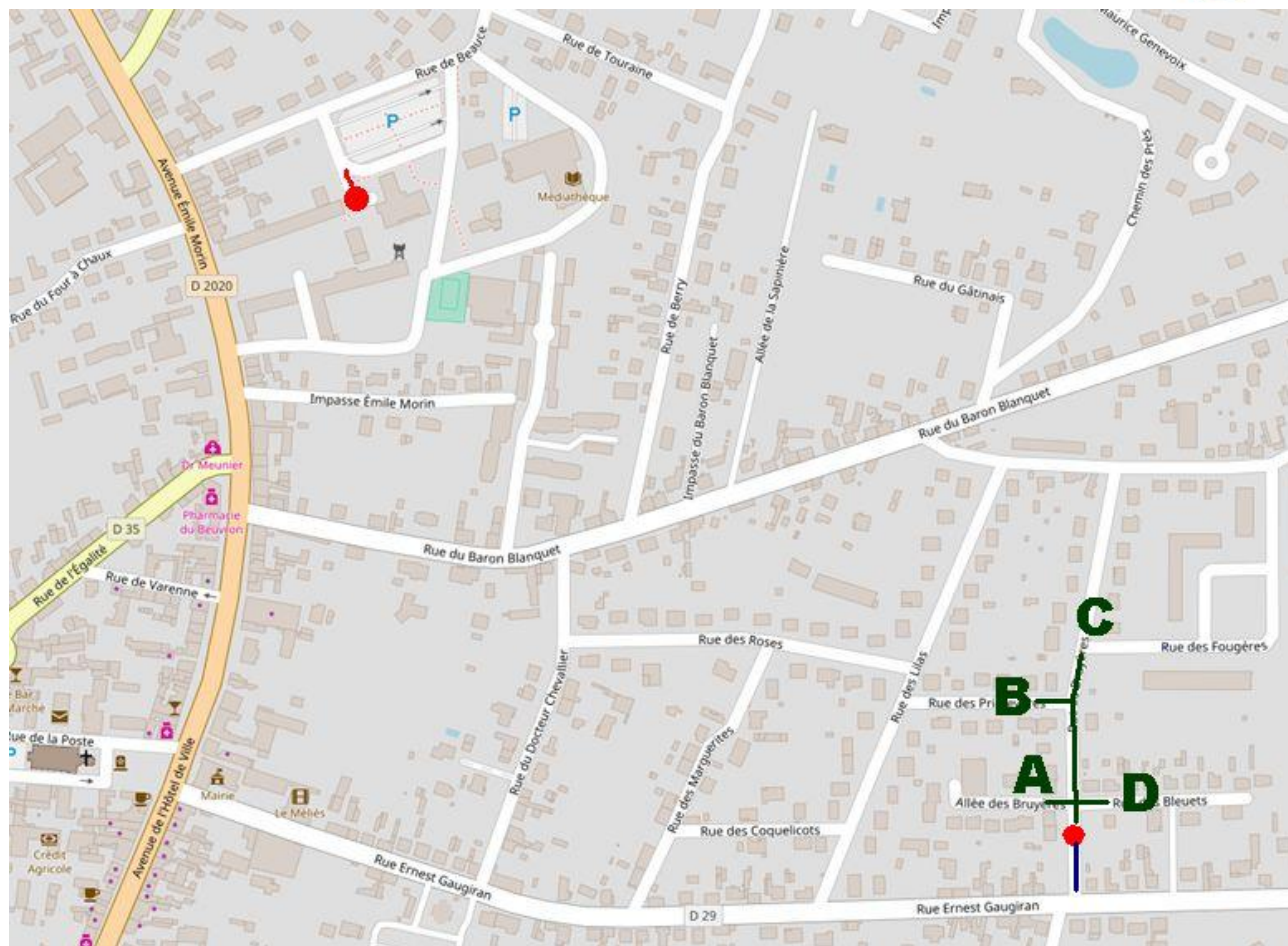 Maurice Genevoix
Rue de Beauce
Rue de Touraine
P
P
Médiathèque
Chemin des Prés
Avenue Émile Morin
Rue du Four à Chaux
D 2020
Rue de Berry
Allée de la Sapinière
Rue du Gâtinais
Impasse du Baron Blanquet
Impasse Émile Morin
Rue du Baron Blanquet
Dr Meunier
Pharmacie
du Beuvron
D 35
Rue de l'Égalité
Rue de Varenne
Rue du Baron Blanquet
C
Rue des Roses
Rue des Fougères
Rue des Lilas
B
Rue du Docteur Chevallier
Rue des Marguerites
Bar
Marché
Rue de la Poste
P
Mairie
Le Méliés
Avenue de l'Hôtel de Ville
A
D
Allée des Bruyères
Bleuets
Rue des Coquelicots
Crédit
Agricole
Rue Ernest Gaugiran
D 29
Rue Ernest Gaugiran